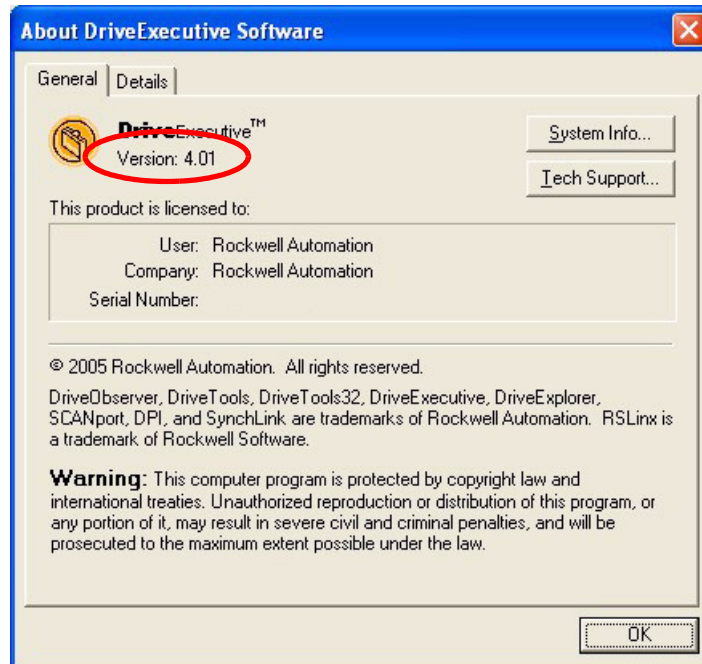 About DriveExecutive Software
General
Details
DriveExecutive™
Version: 4.01
System Info...
Tech Support...
This product is licensed to:
User: Rockwell Automation
Company: Rockwell Automation
Serial Number:
© 2005 Rockwell Automation. All rights reserved.
DriveObserver, DriveTools, DriveTools32, DriveExecutive, DriveExplorer,
SCANport, DPI, and SynchLink are trademarks of Rockwell Automation. RSLinx is
a trademark of Rockwell Software.
Warning: This computer program is protected by copyright law and
international treaties. Unauthorized reproduction or distribution of this program, or
any portion of it, may result in severe civil and criminal penalties, and will be
prosecuted to the maximum extent possible under the law.
OK